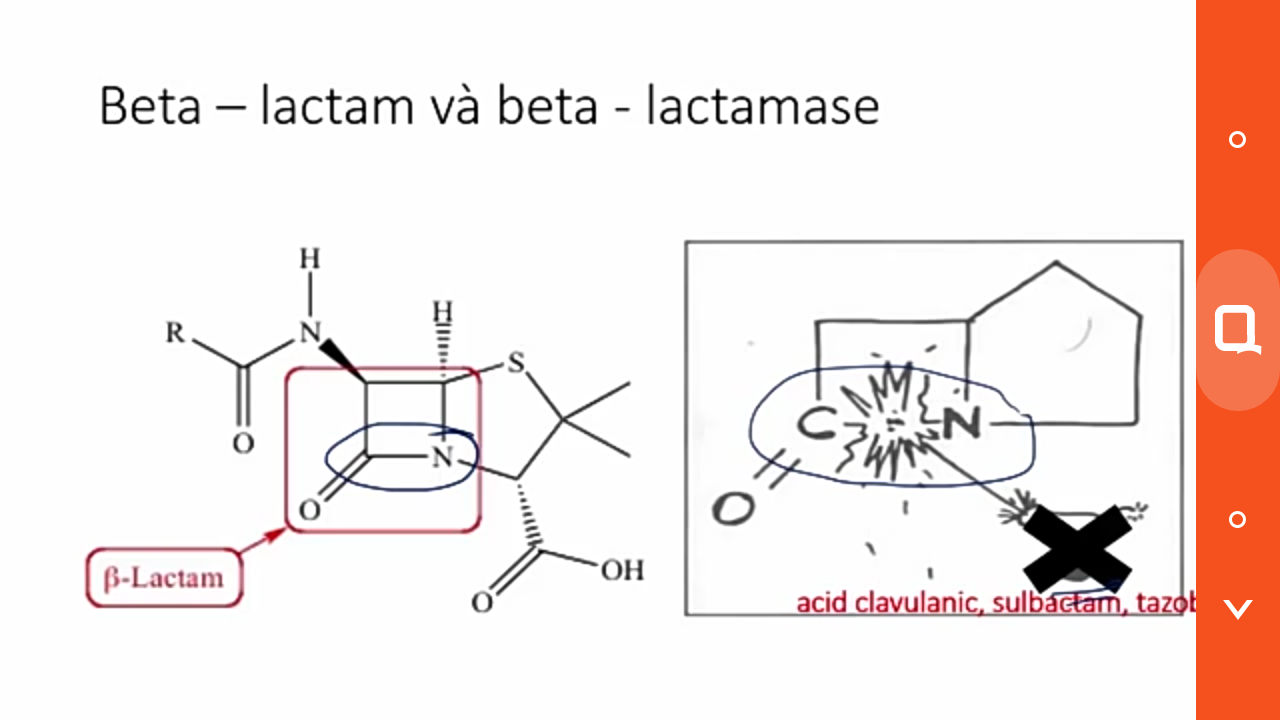 Beta – lactam và beta - lactamase
H
H
R
N
S
O
N
O
β-Lactam
OH
O
C
N
O
acid clavulanic, sulbactam, tazob